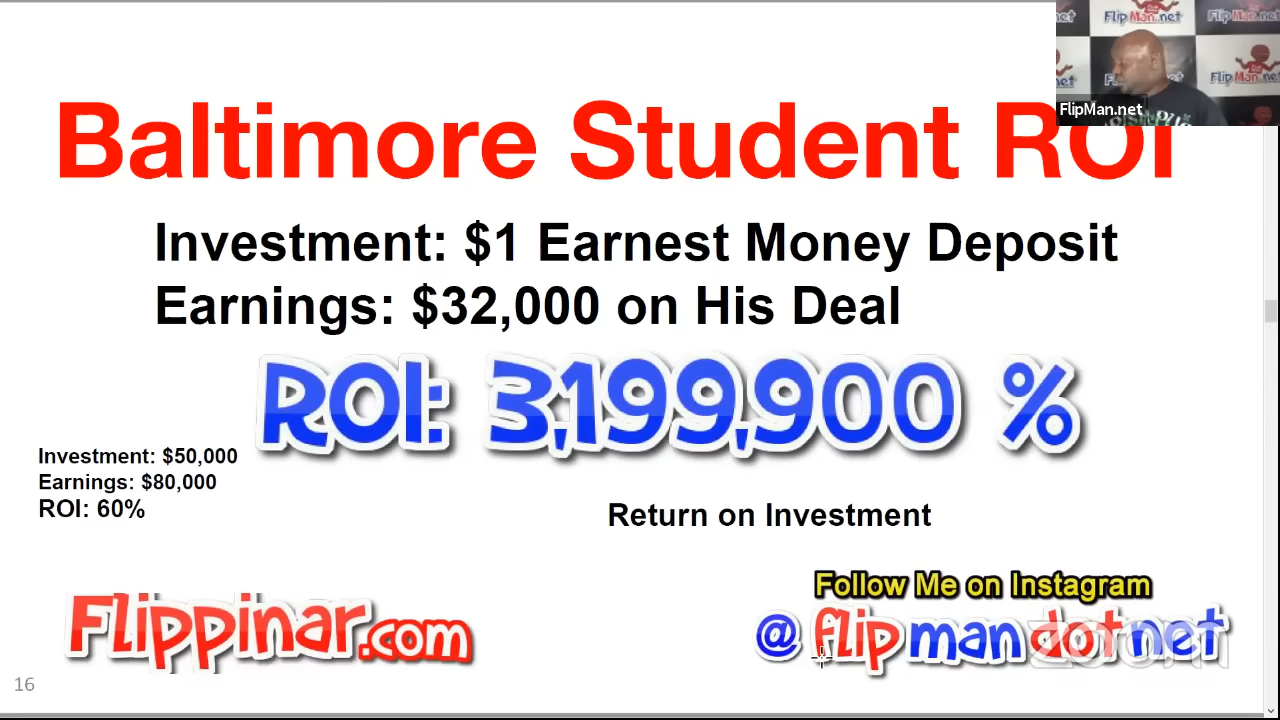 FlipMan.net
Baltimore Student ROI
Investment: $1 Earnest Money Deposit
Earnings: $32,000 on His Deal
ROI: 3,199,900 %
Investment: $50,000
Earnings: $80,000
ROI: 60%
Return on Investment
Follow Me on Instagram
Flippinar.com
@flipmandotnet
zoom
16